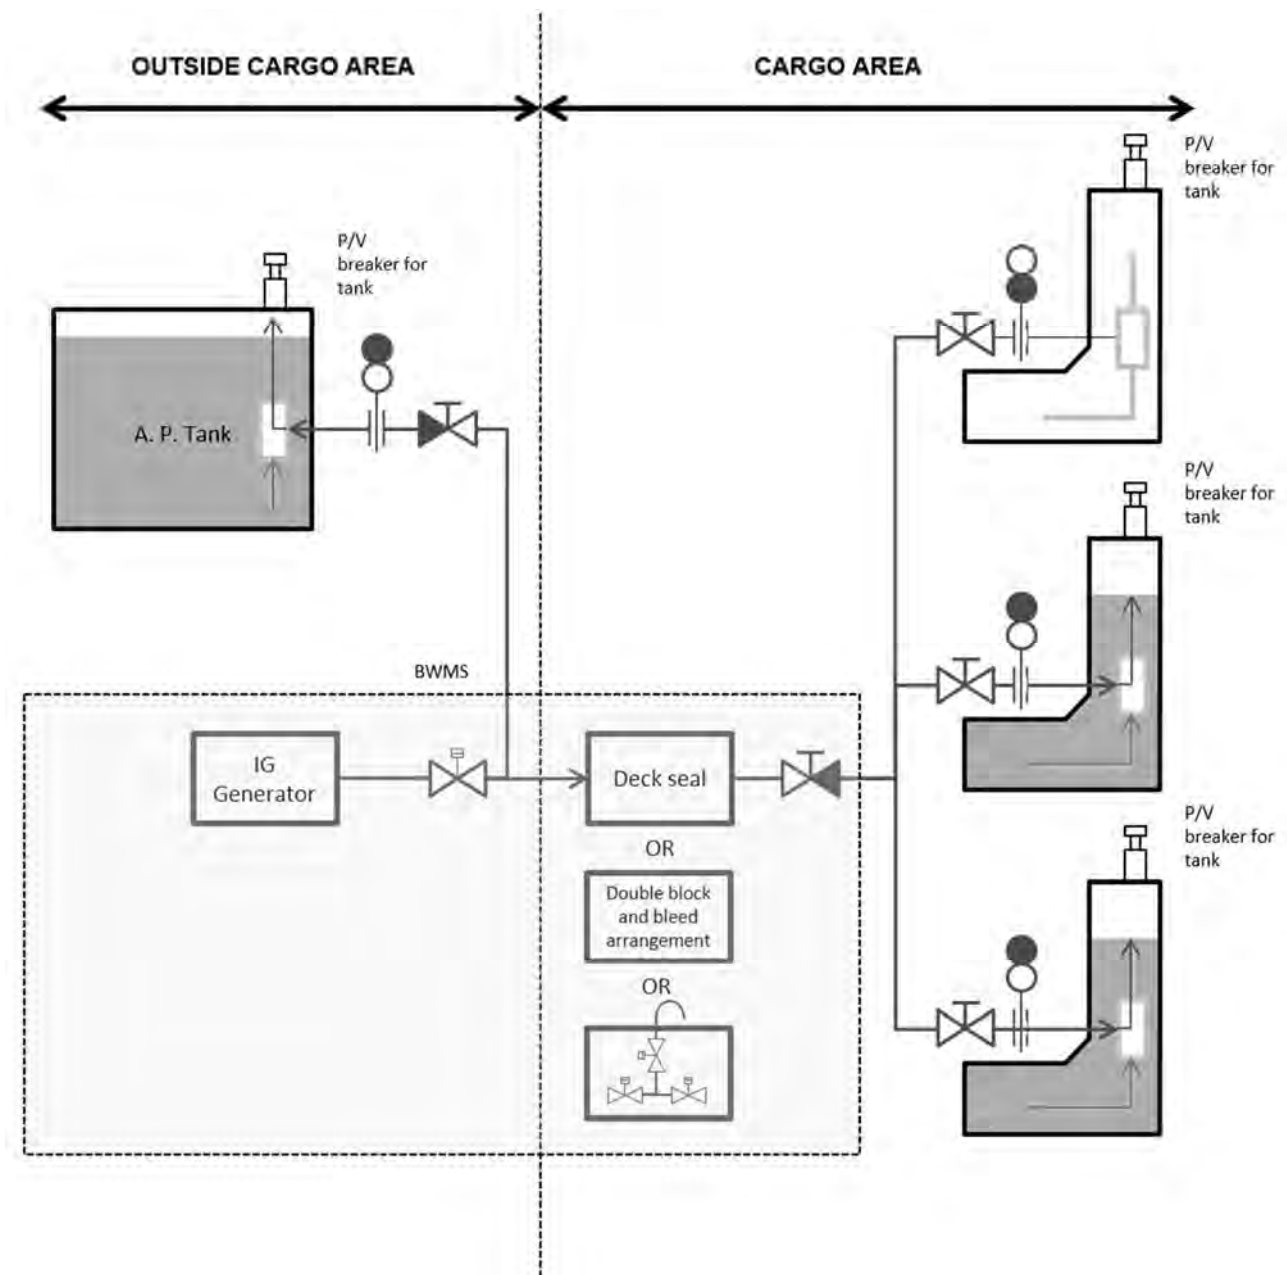 OUTSIDE CARGO AREA
CARGO AREA
P/V
breaker for
tank
P/V
breaker for
tank
A. P. Tank
P/V
breaker for
tank
BWMS
IG
Generator
Deck seal
OR
Double block
and bleed
arrangement
OR
P/V
breaker for
tank